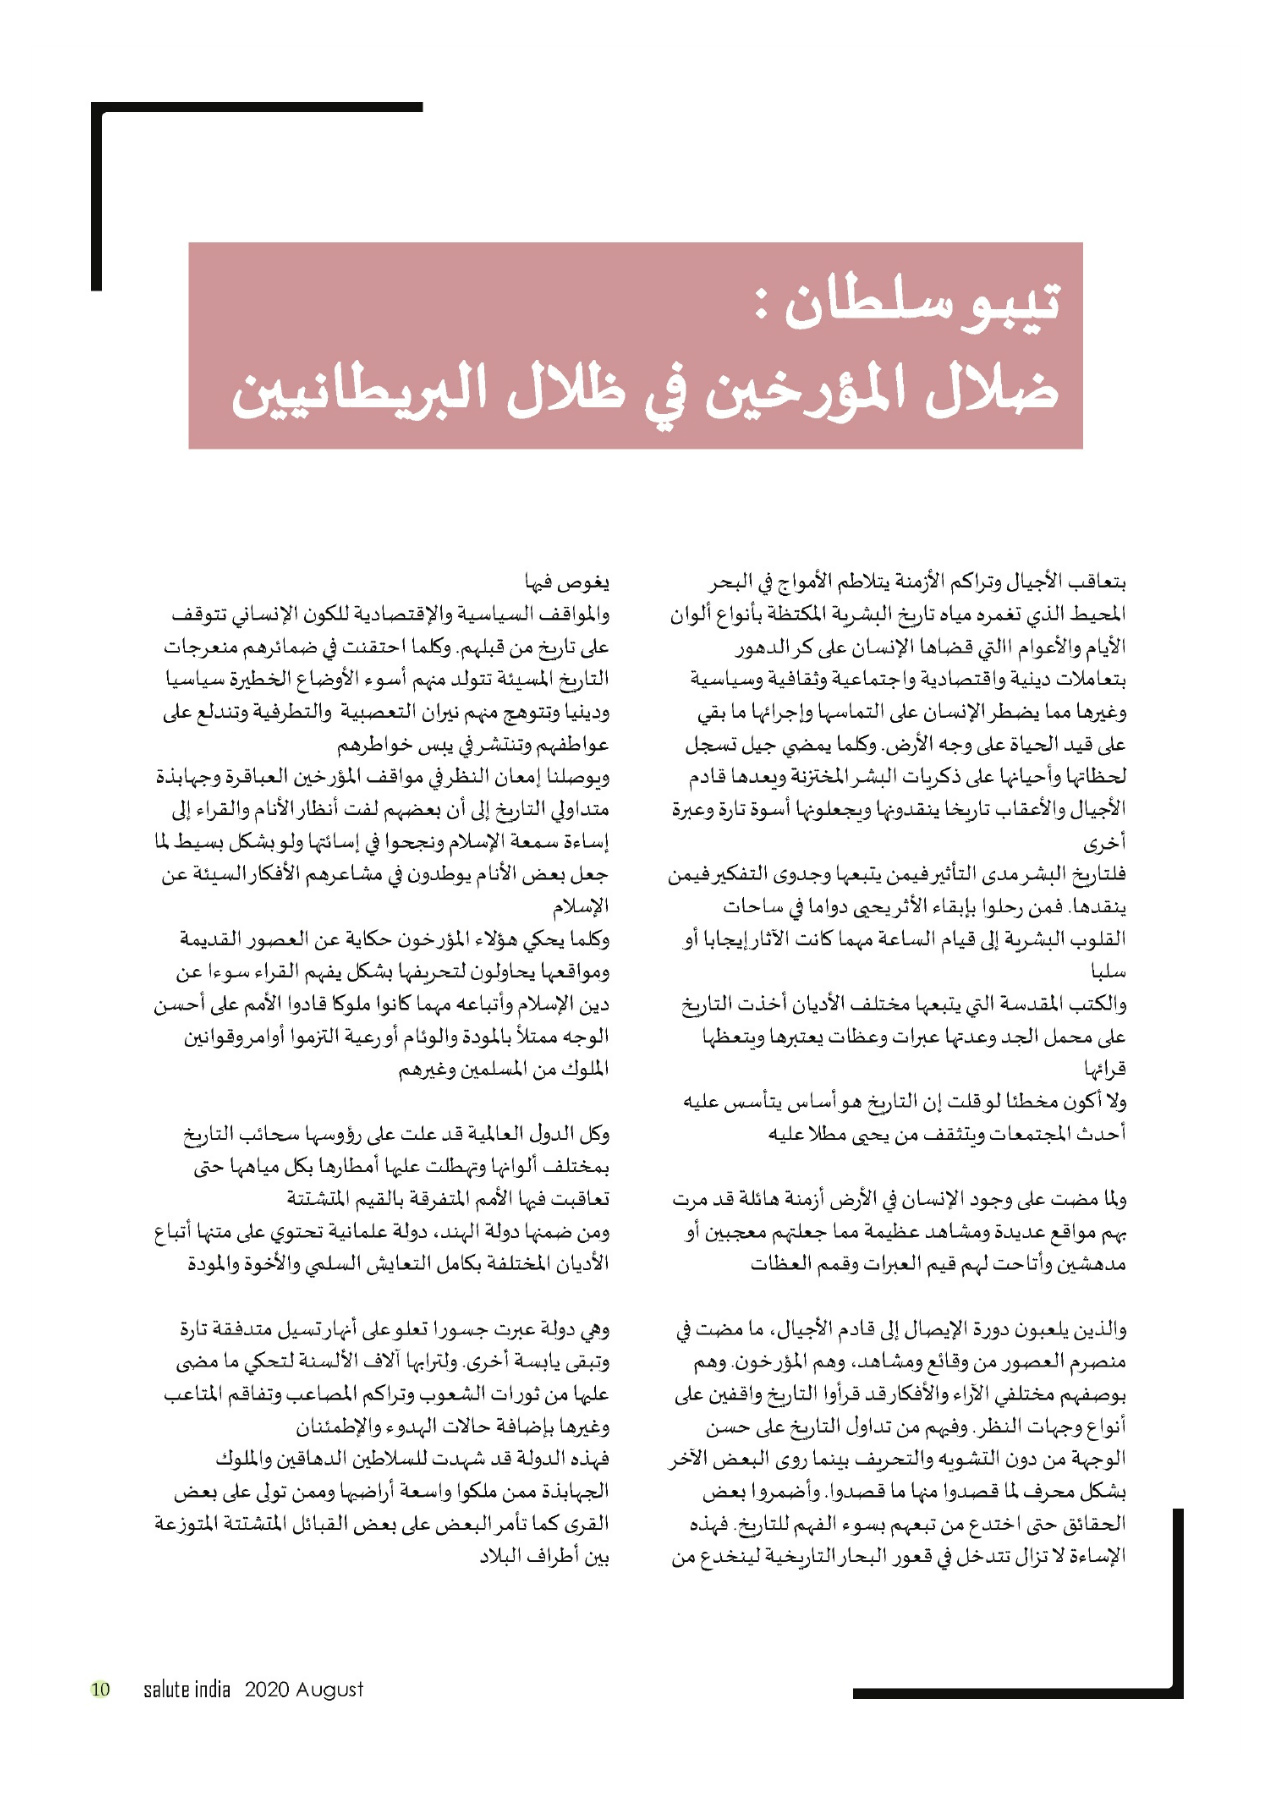 تيبو سلطان :
ضلال المؤرخين في ظلال البريطانيين
بتعاقب الأجيال وتراكم الأزمنة يتلاطم الأمواج في البحر
المحيط الذي تغمره مياه تاريخ البشرية المكتظة بأنواع ألوان
الأيام والأعوام االتي قضاها الإنسان على كر الدهور
بتعاملات دينية واقتصادية واجتماعية وثقافية وسياسية
وغيرها مما يضطر الإنسان على التماسها وإجرائها ما بقي
على قيد الحياة على وجه الأرض. وكلما يمضي جيل تسجل
لحظاتها وأحيانها على ذكريات البشر المختزنة ويعدها قادم
الأجيال والأعقاب تاريخا ينقدونها ويجعلونها أسوة تارة وعبرة
أخرى
فلتاريخ البشر مدى التأثير فيمن يتبعها وجدوى التفكير فيمن
ينقدها. فمن رحلوا بإبقاء الأثر يحيى دواما في ساحات
القلوب البشرية إلى قيام الساعة مهما كانت الآثار إيجابا أو
سلبا
والكتب المقدسة التي يتبعها مختلف الأديان أخذت التاريخ
على محمل الجد وعدتها عبرات وعظات يعتبرها ويتعظها
قرائها
ولا أكون مخطئا لو قلت إن التاريخ هو أساس يتأسس عليه
أحدث المجتمعات ويتثقف من يحيى مطلا عليه
ولما مضت على وجود الإنسان في الأرض أزمنة هائلة قد مرت
بهم مواقع عديدة ومشاهد عظيمة مما جعلتهم معجبين أو
مدهشين وأتاحت لهم قيم العبرات وقمم العظات
والذين يلعبون دورة الإيصال إلى قادم الأجيال، ما مضت في
منصرم العصور من وقائع ومشاهد، وهم المؤرخون. وهم
بوصفهم مختلفي الآراء والأفكار قد قرأوا التاريخ واقفين على
أنواع وجهات النظر. وفيهم من تداول التاريخ على حسن
الوجهة من دون التشويه والتحريف بينما روى البعض الآخر
بشكل محرف لما قصدوا منها ما قصدوا. وأضمروا بعض
الحقائق حتى اختدع من تبعهم بسوء الفهم للتاريخ. فهذه
الإساءة لا تزال تتدخل في قعور البحار التاريخية لينخدع من
يغوص فيها
والمواقف السياسية والإقتصادية للكون الإنساني تتوقف
على تاريخ من قبلهم. وكلما احتقنت في ضمائرهم منعرجات
التاريخ المسيئة تتولد منهم أسوء الأوضاع الخطيرة سياسيا
ودينيا وتتوهج منهم نيران التعصبية والتطرفية وتندلع على
عواطفهم وتنتشر في يبس خواطرهم
ويوصلنا إمعان النظر في مواقف المؤرخين العباقرة وجهابذة
متداولي التاريخ إلى أن بعضهم لفت أنظار الأنام والقراء إلى
إساءة سمعة الإسلام ونجحوا في إسائتها ولو بشكل بسيط لما
جعل بعض الأنام يوطدون في مشاعرهم الأفكار السيئة عن
الإسلام
وكلما يحكي هؤلاء المؤرخون حكاية عن العصور القديمة
ومواقعها يحاولون لتحريفها بشكل يفهم القراء سوءا عن
دين الإسلام وأتباعه مهما كانوا ملوكا قادوا الأمم على أحسن
الوجه ممتلأ بالمودة والوئام أو رعية التزموا أوامر وقوانين
الملوك من المسلمين وغيرهم
وكل الدول العالمية قد علت على رؤوسها سحائب التاريخ
بمختلف ألوانها وتهطلت عليها أمطارها بكل مياهها حتى
تعاقبت فيها الأمم المتفرقة بالقيم المتشتتة
ومن ضمنها دولة الهند، دولة علمانية تحتوي على متنها أتباع
الأديان المختلفة بكامل التعايش السلمي والأخوة والمودة
وهي دولة عبرت جسورا تعلو على أنهار تسيل متدفقة تارة
وتبقى يابسة أخرى. ولترابها آلاف الألسنة لتحكي ما مضى
عليها من ثورات الشعوب وتراكم المصاعب وتفاقم المتاعب
وغيرها بإضافة حالات الهدوء والإطمئنان
فهذه الدولة قد شهدت للسلاطين الدهاقين والملوك
الجهابذة ممن ملكوا واسعة أراضيها وممن تولى على بعض
القرى كما تأمر البعض على بعض القبائل المتشتتة المتوزعة
بين أطراف البلاد
10 salute india 2020 August